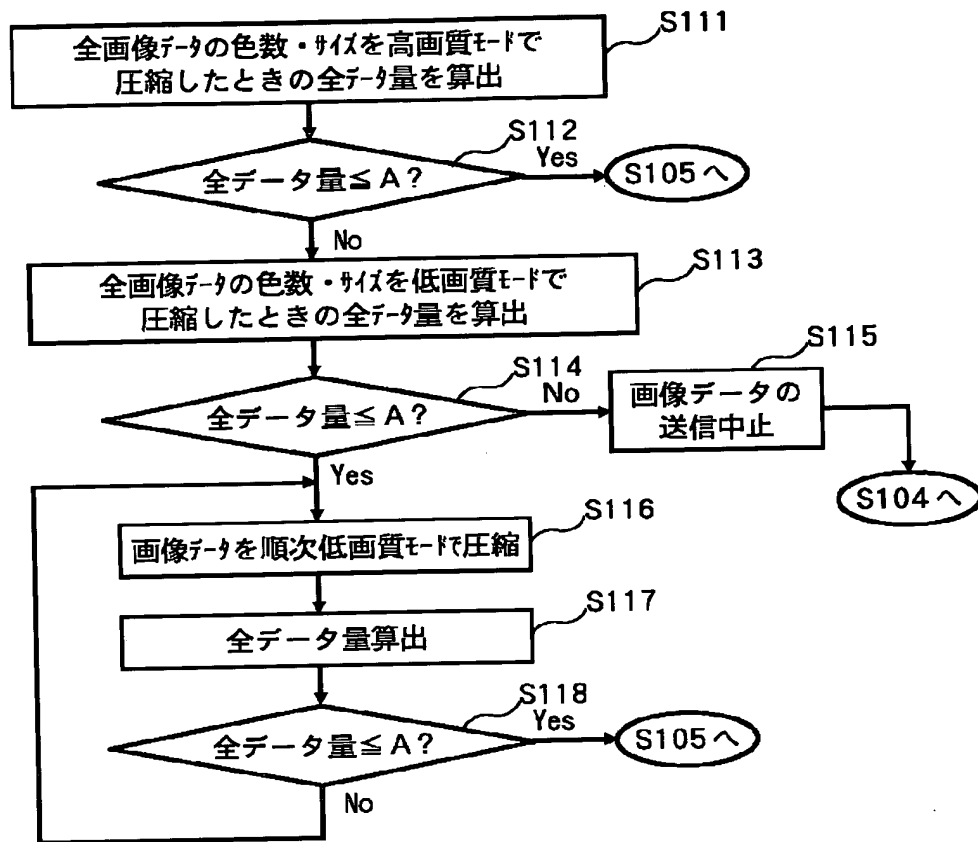 S111
全画像ﾃﾞｰﾀの色数・ｻｲｽﾞを高画質ﾓｰﾄﾞで
圧縮したときの全ﾃﾞｰﾀ量を算出
S112
全データ量≦A?
Yes
S105へ
No
S113
全画像ﾃﾞｰﾀの色数・ｻｲｽﾞを低画質ﾓｰﾄﾞで
圧縮したときの全ﾃﾞｰﾀ量を算出
S114
全データ量≦A?
No
S115
画像データの
送信中止
S104へ
Yes
S116
画像ﾃﾞｰﾀを順次低画質ﾓｰﾄﾞで圧縮
S117
全データ量算出
S118
全データ量≦A?
Yes
S105へ
No